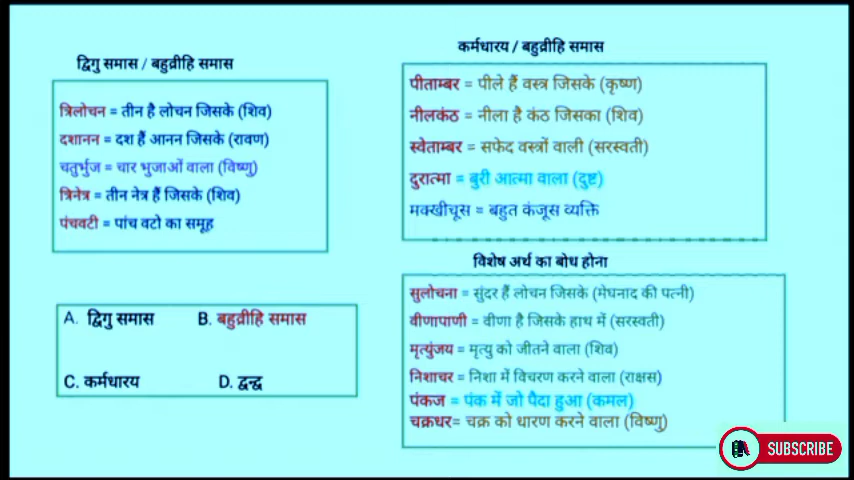 द्विगु समास / बहुव्रीहि समास
त्रिलोचन = तीन है लोचन जिसके (शिव)
दशानन = दश हैं आनन जिसके (रावण)
चतुर्भुज = चार भुजाओं वाला (विष्णु)
त्रिनेत्र = तीन नेत्र हैं जिसके (शिव)
पंचवटी = पांच वटो का समूह
A. द्विगु समास B. बहुव्रीहि समास
C. कर्मधारय D. द्वन्द्व
कर्मधारय / बहुव्रीहि समास
पीताम्बर = पीले हैं वस्त्र जिसके (कृष्ण)
नीलकंठ = नीला है कंठ जिसका (शिव)
स्वेताम्बर = सफेद वस्त्रों वाली (सरस्वती)
दुरात्मा = बुरी आत्मा वाला (दुष्ट)
मक्खीचूस = बहुत कंजूस व्यक्ति
विशेष अर्थ का बोध होना
सुलोचना = सुंदर हैं लोचन जिसके (मेघनाद की पत्नी)
वीणापाणी = वीणा है जिसके हाथ में (सरस्वती)
मृत्युंजय = मृत्यु को जीतने वाला (शिव)
निशाचर = निशा में विचरण करने वाला (राक्षस)
पंकज = पंक में जो पैदा हुआ (कमल)
चक्रधर= चक्र को धारण करने वाला (विष्णु)
SUBSCRIBE